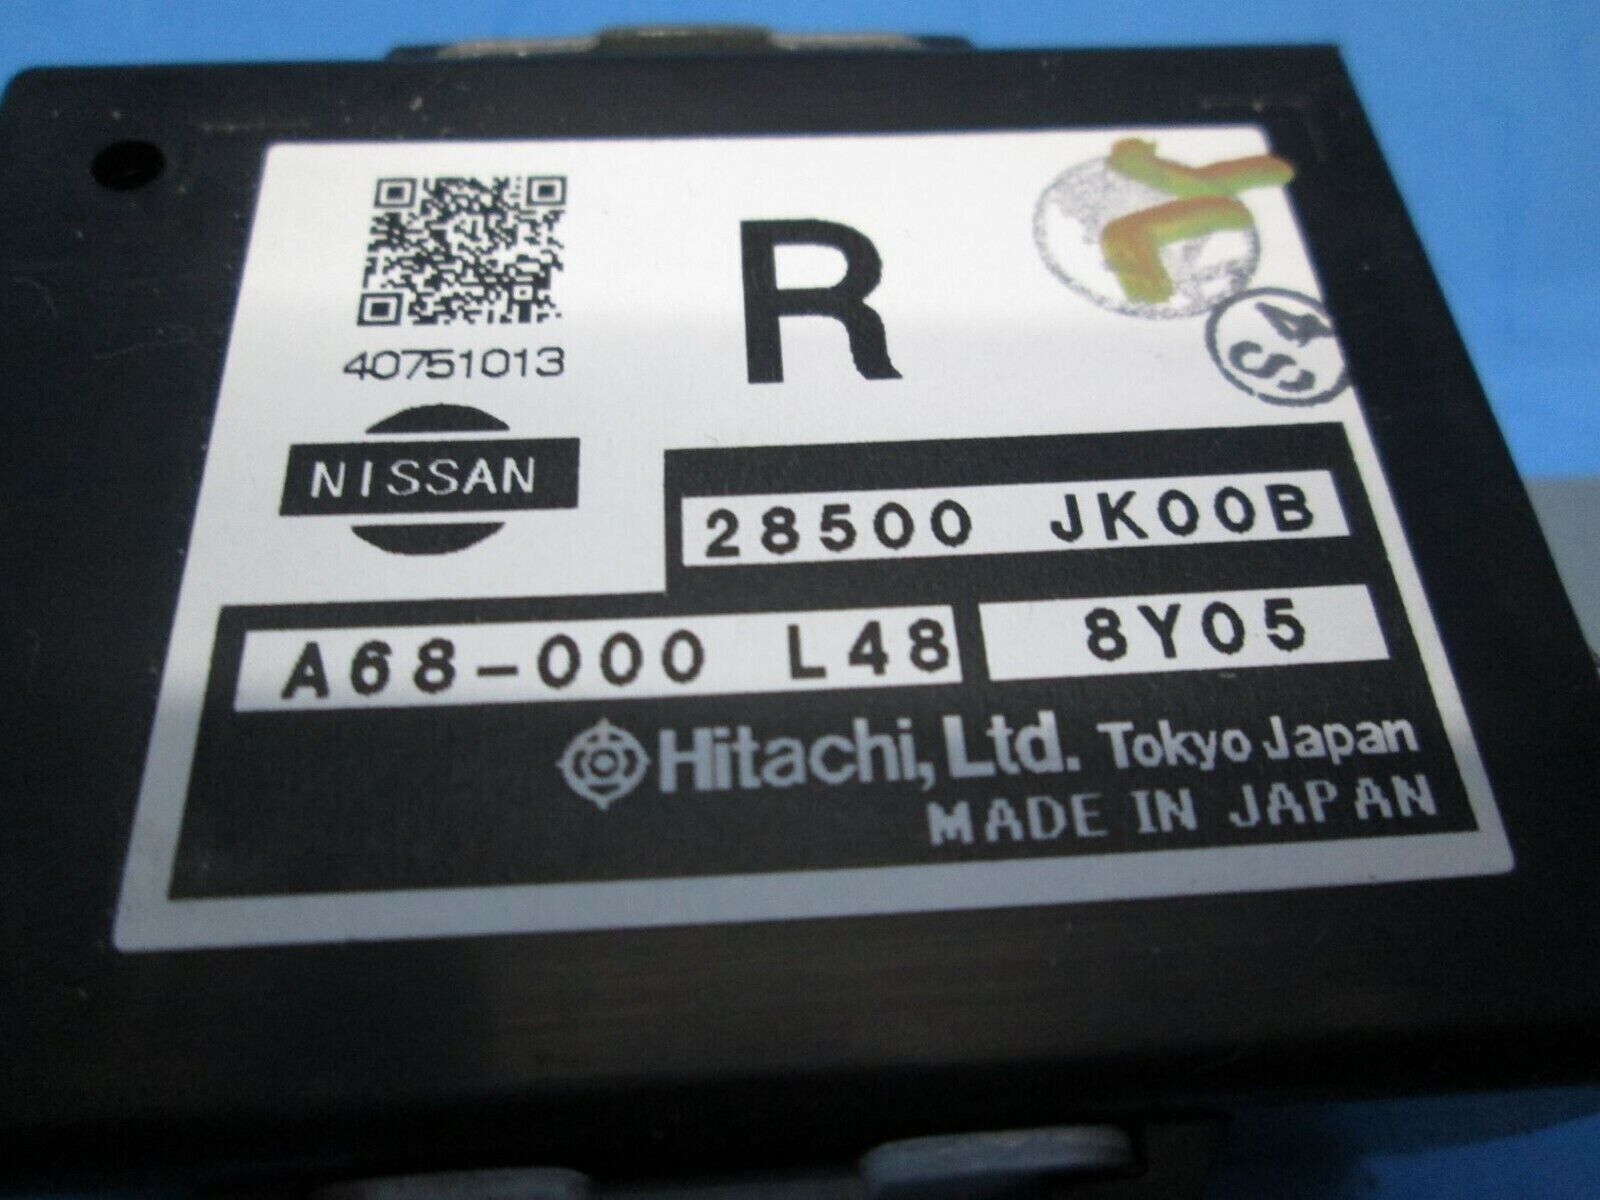 R
40751013
NISSAN
28500 JK00B
A68-000 L48 8Y05
Hitachi, Ltd. Tokyo Japan
MADE IN JAPAN